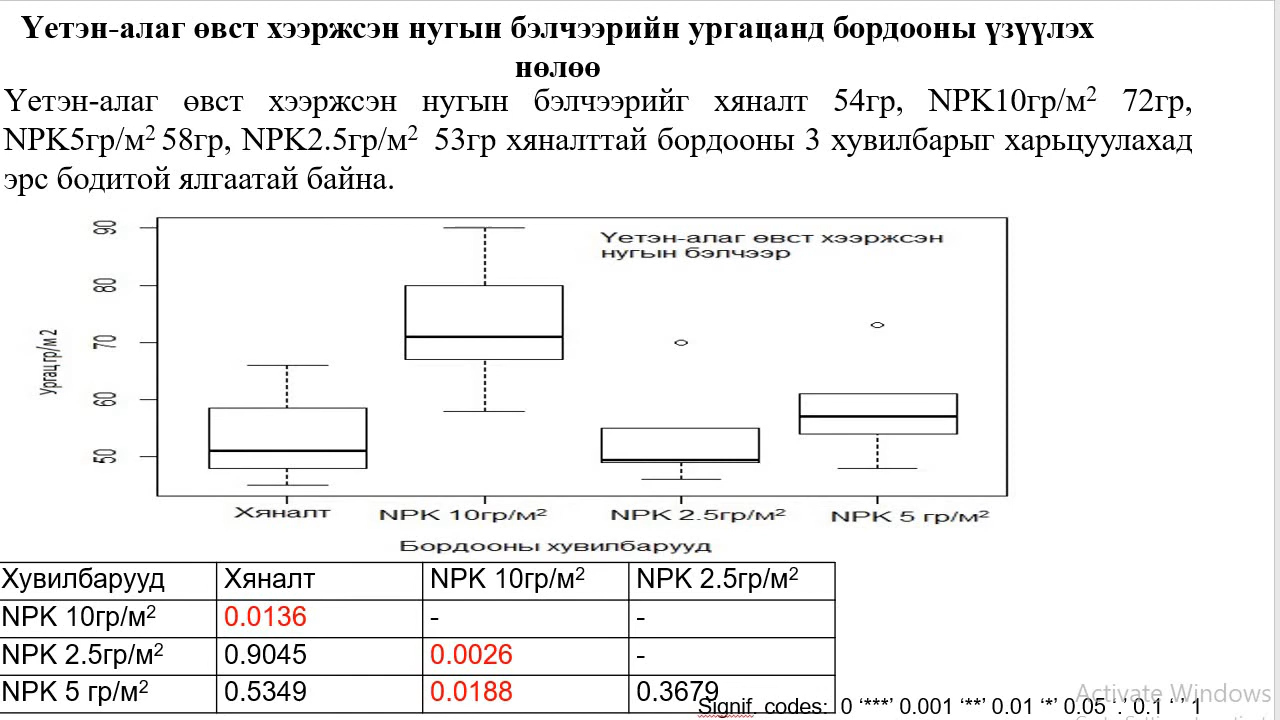 Үетэн-алаг өвст хээржсэн нугын бэлчээрийн ургацанд бордооны үзүүлэх
нөлөө
Үетэн-алаг өвст хээржсэн нугын бэлчээрийг хяналт 54гр, NPK10гр/м² 72гр,
NPK5гр/м² 58гр, NPK2.5гр/м² 53гр хяналттай бордооны 3 хувилбарыг харьцуулахад
эрс бодитой ялгаатай байна.
Үетэн-алаг өвст хээржсэн
нугын бэлчээр
Ургац гр/м 2
90
80
70
60
50
Хяналт NPK 10гр/м² NPK 2.5гр/м² NPK 5 гр/м²
Бордооны хувилбарууд
Хувилбарууд Хяналт NPK 10гр/м² NPK 2.5гр/м²
NPK 10гр/м² 0.0136 - -
NPK 2.5гр/м² 0.9045 0.0026 -
NPK 5 гр/м² 0.5349 0.0188 0.3679
Signif. codes: 0 ‘***’ 0.001 ‘**’ 0.01 ‘*’ 0.05 ‘.’ 0.1 ‘ ’ 1
Activate Windows